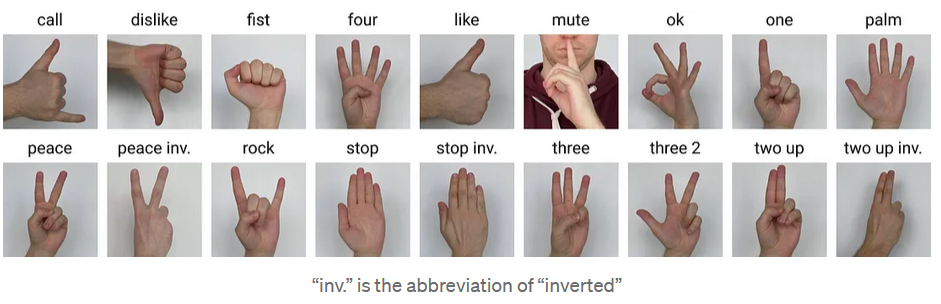 call dislike fist four like mute ok one palm
peace peace inv. rock stop stop inv. three three 2 two up two up inv.
“inv.” is the abbreviation of “inverted”